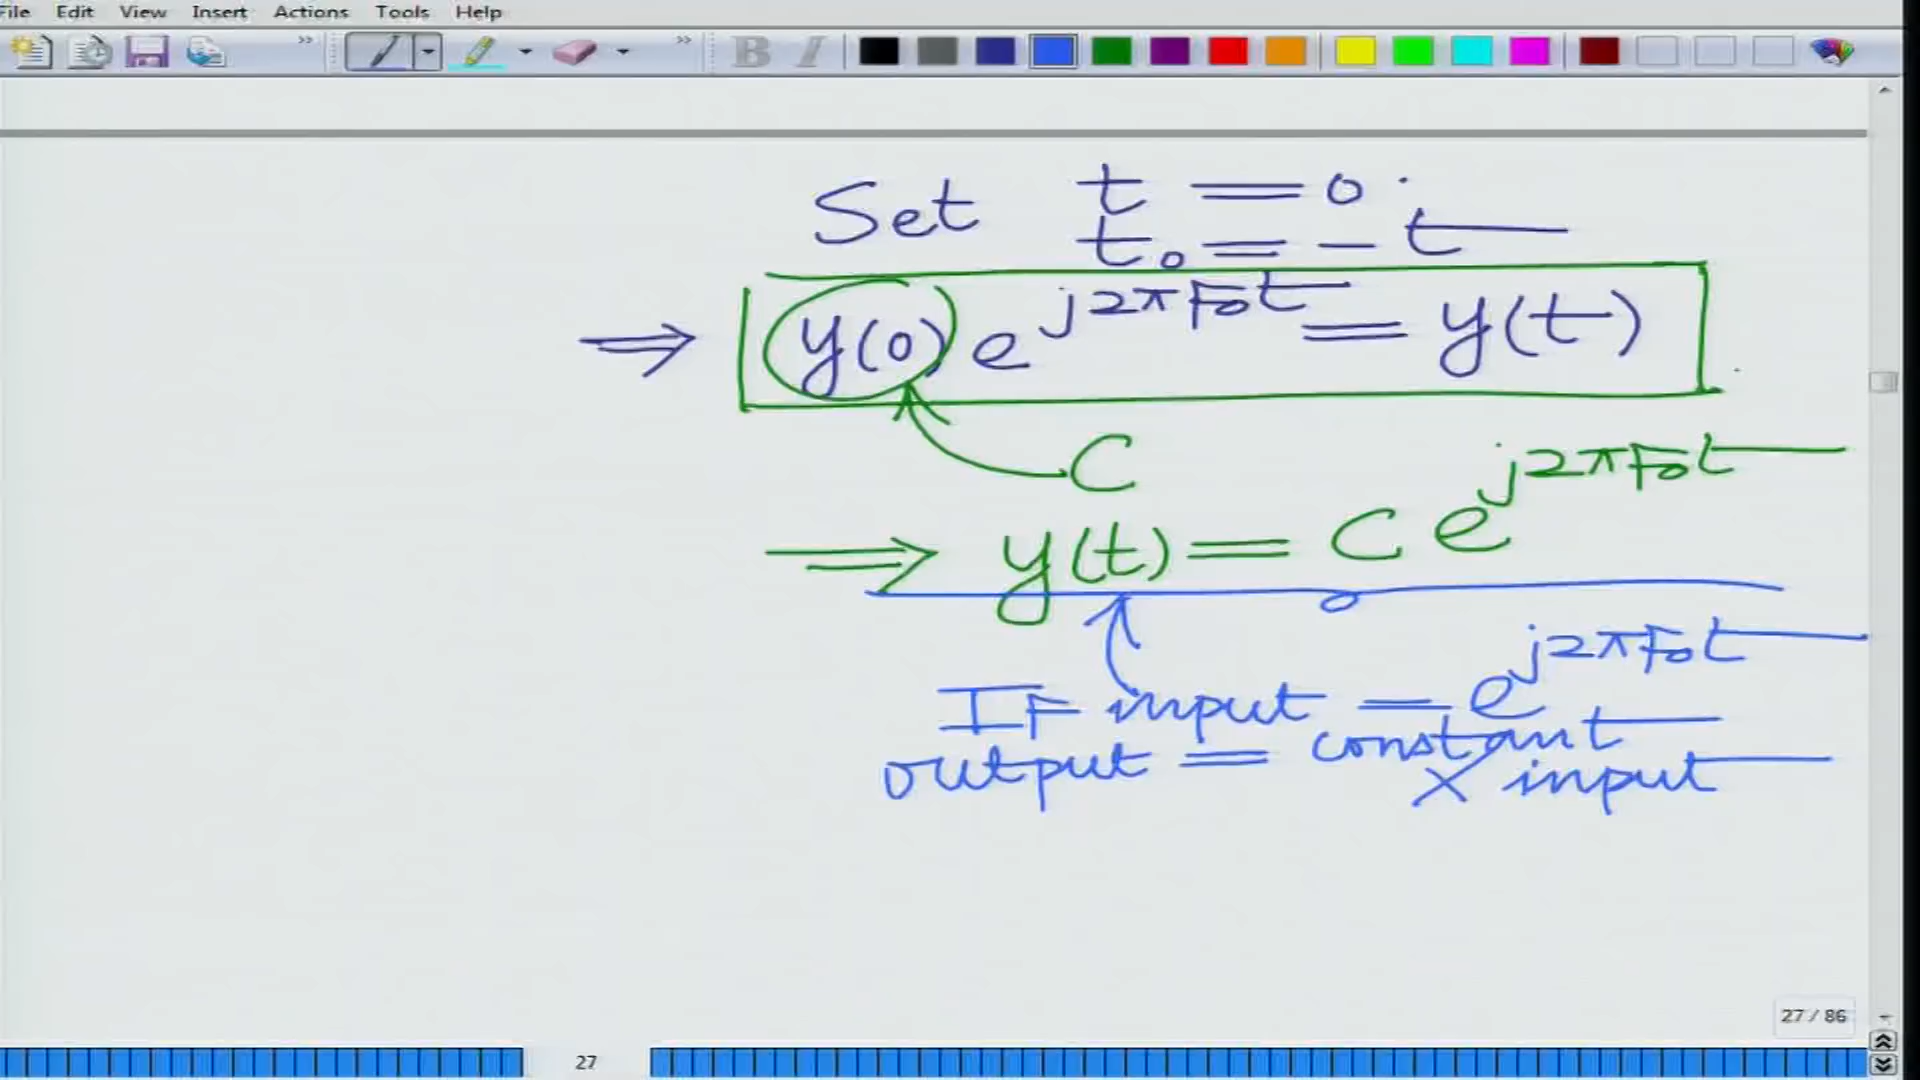 File Edit View Insert Actions Tools Help
B I
Set t = 0.
t₀ = - t
⇒ y(0) e^{j2πF₀t} = y(t)
C
⇒ y(t) = C e^{j2πF₀t}
IF input = e^{j2πF₀t}
output = constant
× input
27 / 86
27